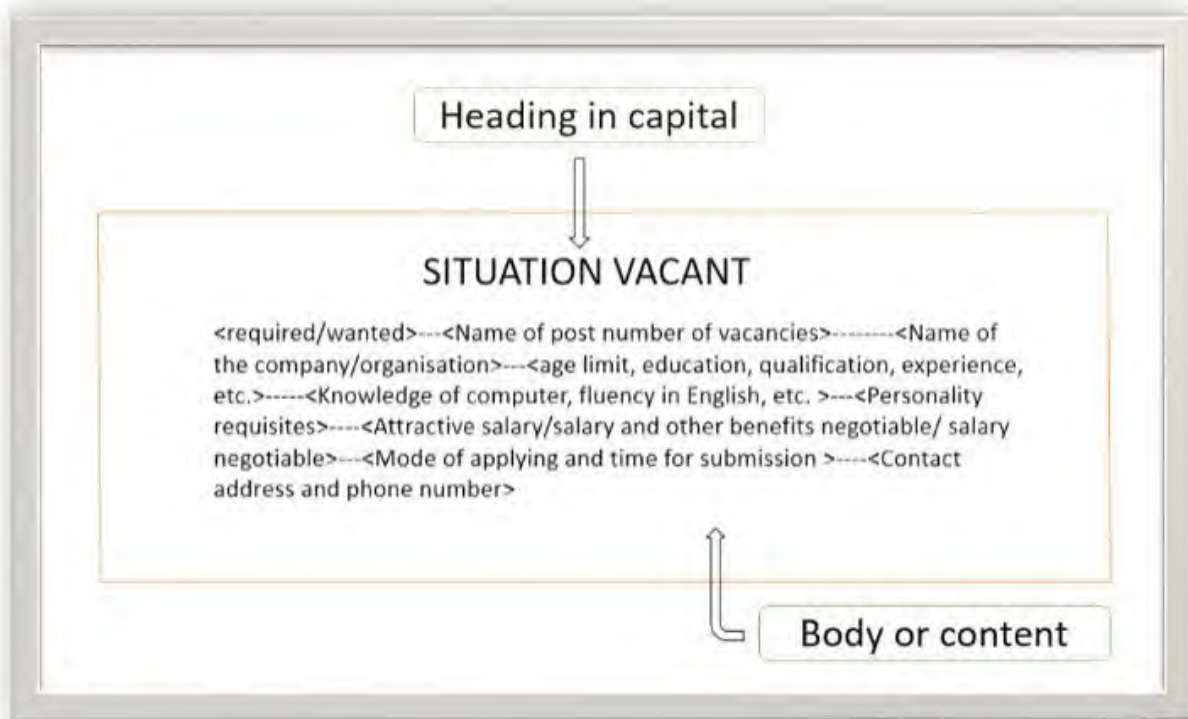 Heading in capital
SITUATION VACANT
<required/wanted>---<Name of post number of vacancies>--------<Name of
the company/organisation>---<age limit, education, qualification, experience,
etc.>-----<Knowledge of computer, fluency in English, etc. >---<Personality
requisites>----<Attractive salary/salary and other benefits negotiable/ salary
negotiable>---<Mode of applying and time for submission >----<Contact
address and phone number>
Body or content